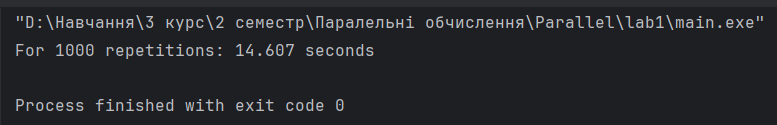 "D:\Навчання\3 курс\2 семестр\Паралельні обчислення\Parallel\lab1\main.exe"
For 1000 repetitions: 14.607 seconds
Process finished with exit code 0